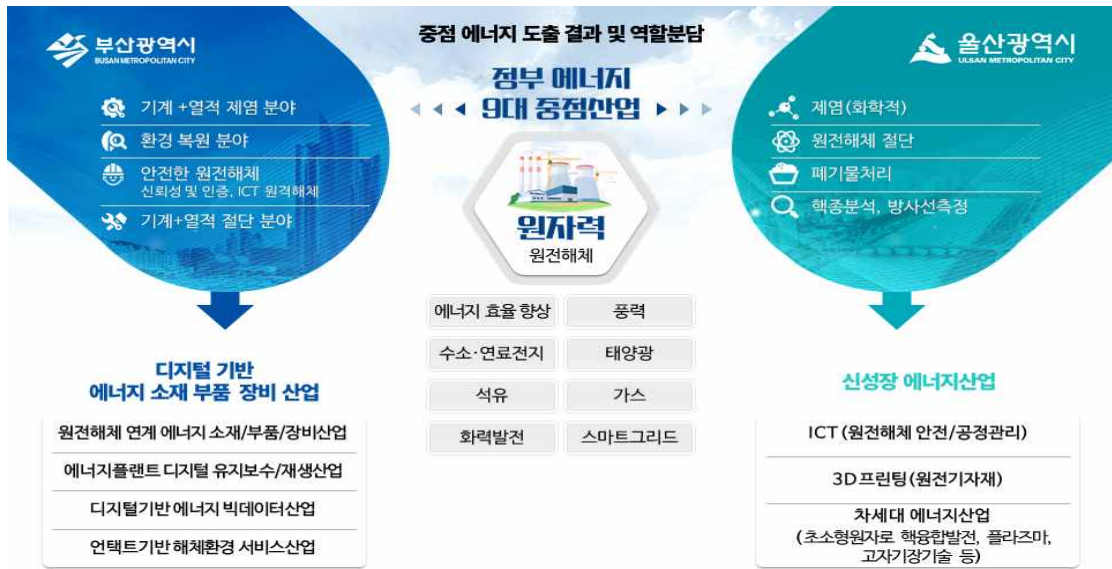 중점 에너지 도출 결과 및 역할분담
부산광역시
BUSAN METROPOLITAN CITY
기계 +열적 제염 분야
환경 복원 분야
안전한 원전해체
신뢰성 및 인증, ICT 원격해체
기계+열적 절단 분야
디지털 기반
에너지 소재 부품 장비 산업
원전해체 연계 에너지 소재/부품/장비산업
에너지플랜트 디지털 유지보수/재생산업
디지털기반 에너지 빅데이터산업
언택트기반 해체환경 서비스산업
정부 에너지
9대 중점산업
원자력
원전해체
에너지 효율 향상
풍력
수소·연료전지
태양광
석유
가스
화력발전
스마트그리드
울산광역시
ULSAN METROPOLITAN CITY
제염(화학적)
원전해체 절단
폐기물처리
핵종분석, 방사선측정
신성장 에너지산업
ICT (원전해체 안전/공정관리)
3D프린팅(원전기자재)
차세대 에너지산업
(초소형원자로 핵융합발전, 플라즈마,
고자기장기술 등)